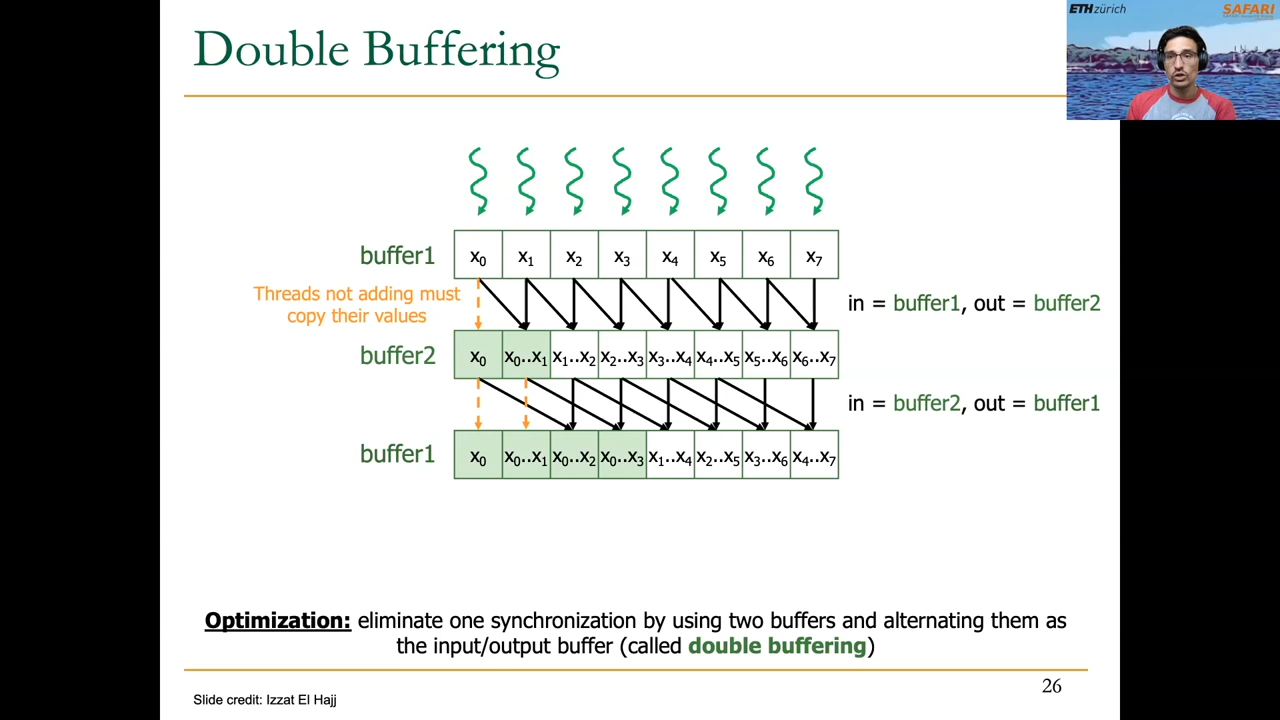 Double Buffering
ETHzürich
SAFARI
buffer1
x0 x1 x2 x3 x4 x5 x6 x7
Threads not adding must
copy their values
in = buffer1, out = buffer2
buffer2
x0 x0..x1 x1..x2 x2..x3 x3..x4 x4..x5 x5..x6 x6..x7
in = buffer2, out = buffer1
buffer1
x0 x0..x1 x0..x2 x0..x3 x1..x4 x2..x5 x3..x6 x4..x7
Optimization: eliminate one synchronization by using two buffers and alternating them as
the input/output buffer (called double buffering)
Slide credit: Izzat El Hajj
26